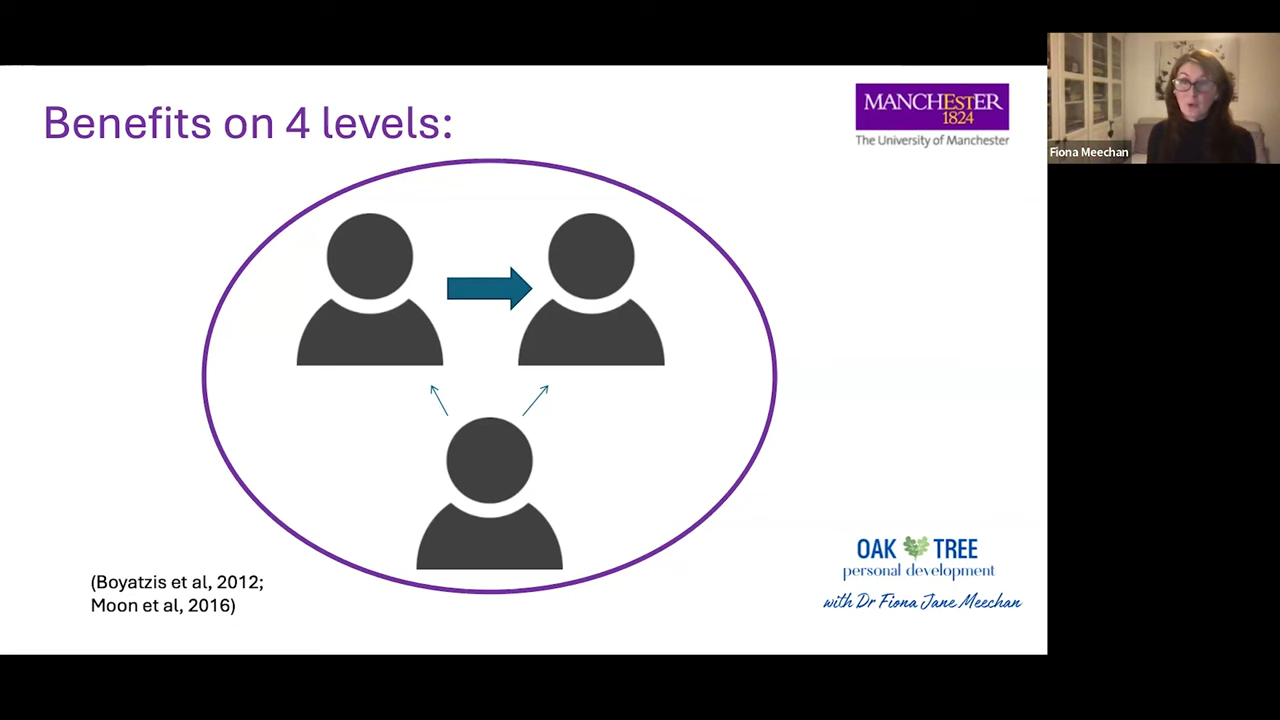 Benefits on 4 levels:
MANCHESTER
1824
The University of Manchester
Fiona Meechan
(Boyatzis et al, 2012;
Moon et al, 2016)
OAK TREE
personal development
with Dr Fiona Jane Meechan